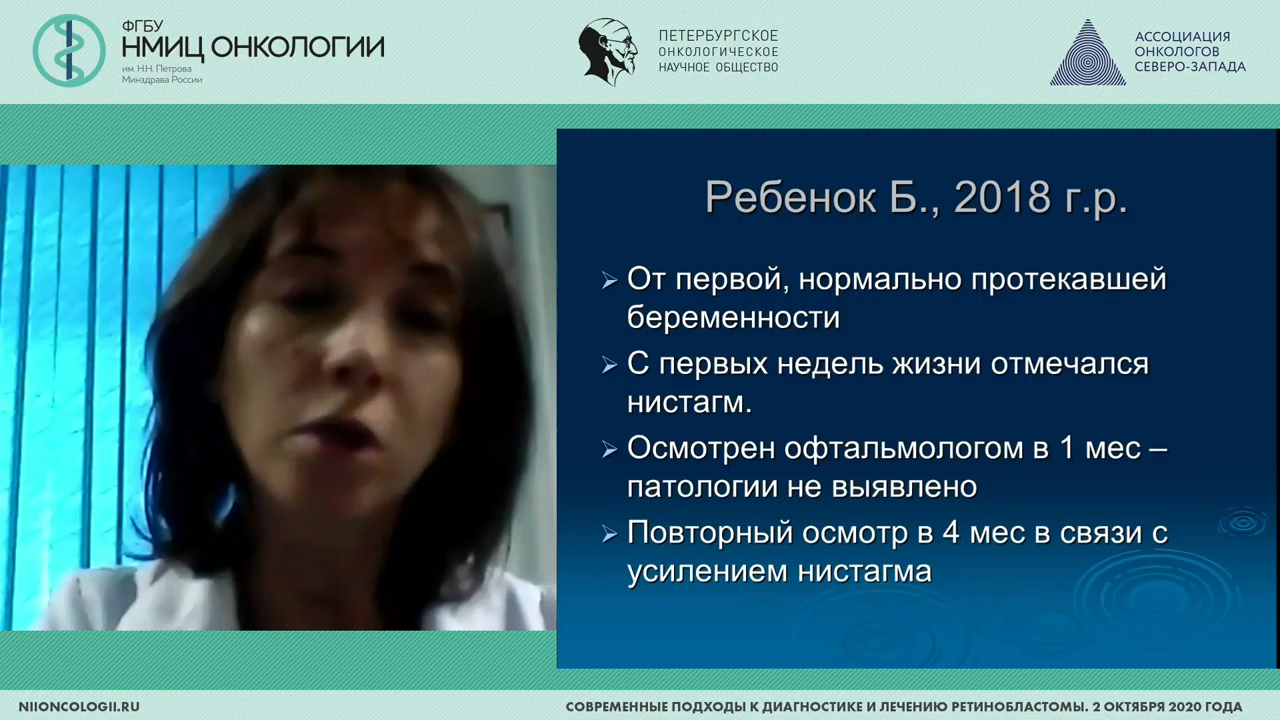 ФГБУ
НМИЦ ОНКОЛОГИИ
им. Н.Н. Петрова
Минздрава России
ПЕТЕРБУРГСКОЕ
ОНКОЛОГИЧЕСКОЕ
НАУЧНОЕ ОБЩЕСТВО
АССОЦИАЦИЯ
ОНКОЛОГОВ
СЕВЕРО-ЗАПАДА
Ребенок Б., 2018 г.р.
От первой, нормально протекавшей
беременности
С первых недель жизни отмечался
нистагм.
Осмотрен офтальмологом в 1 мес –
патологии не выявлено
Повторный осмотр в 4 мес в связи с
усилением нистагма
NIIONCOLOGII.RU
СОВРЕМЕННЫЕ ПОДХОДЫ К ДИАГНОСТИКЕ И ЛЕЧЕНИЮ РЕТИНОБЛАСТОМЫ. 2 ОКТЯБРЯ 2020 ГОДА